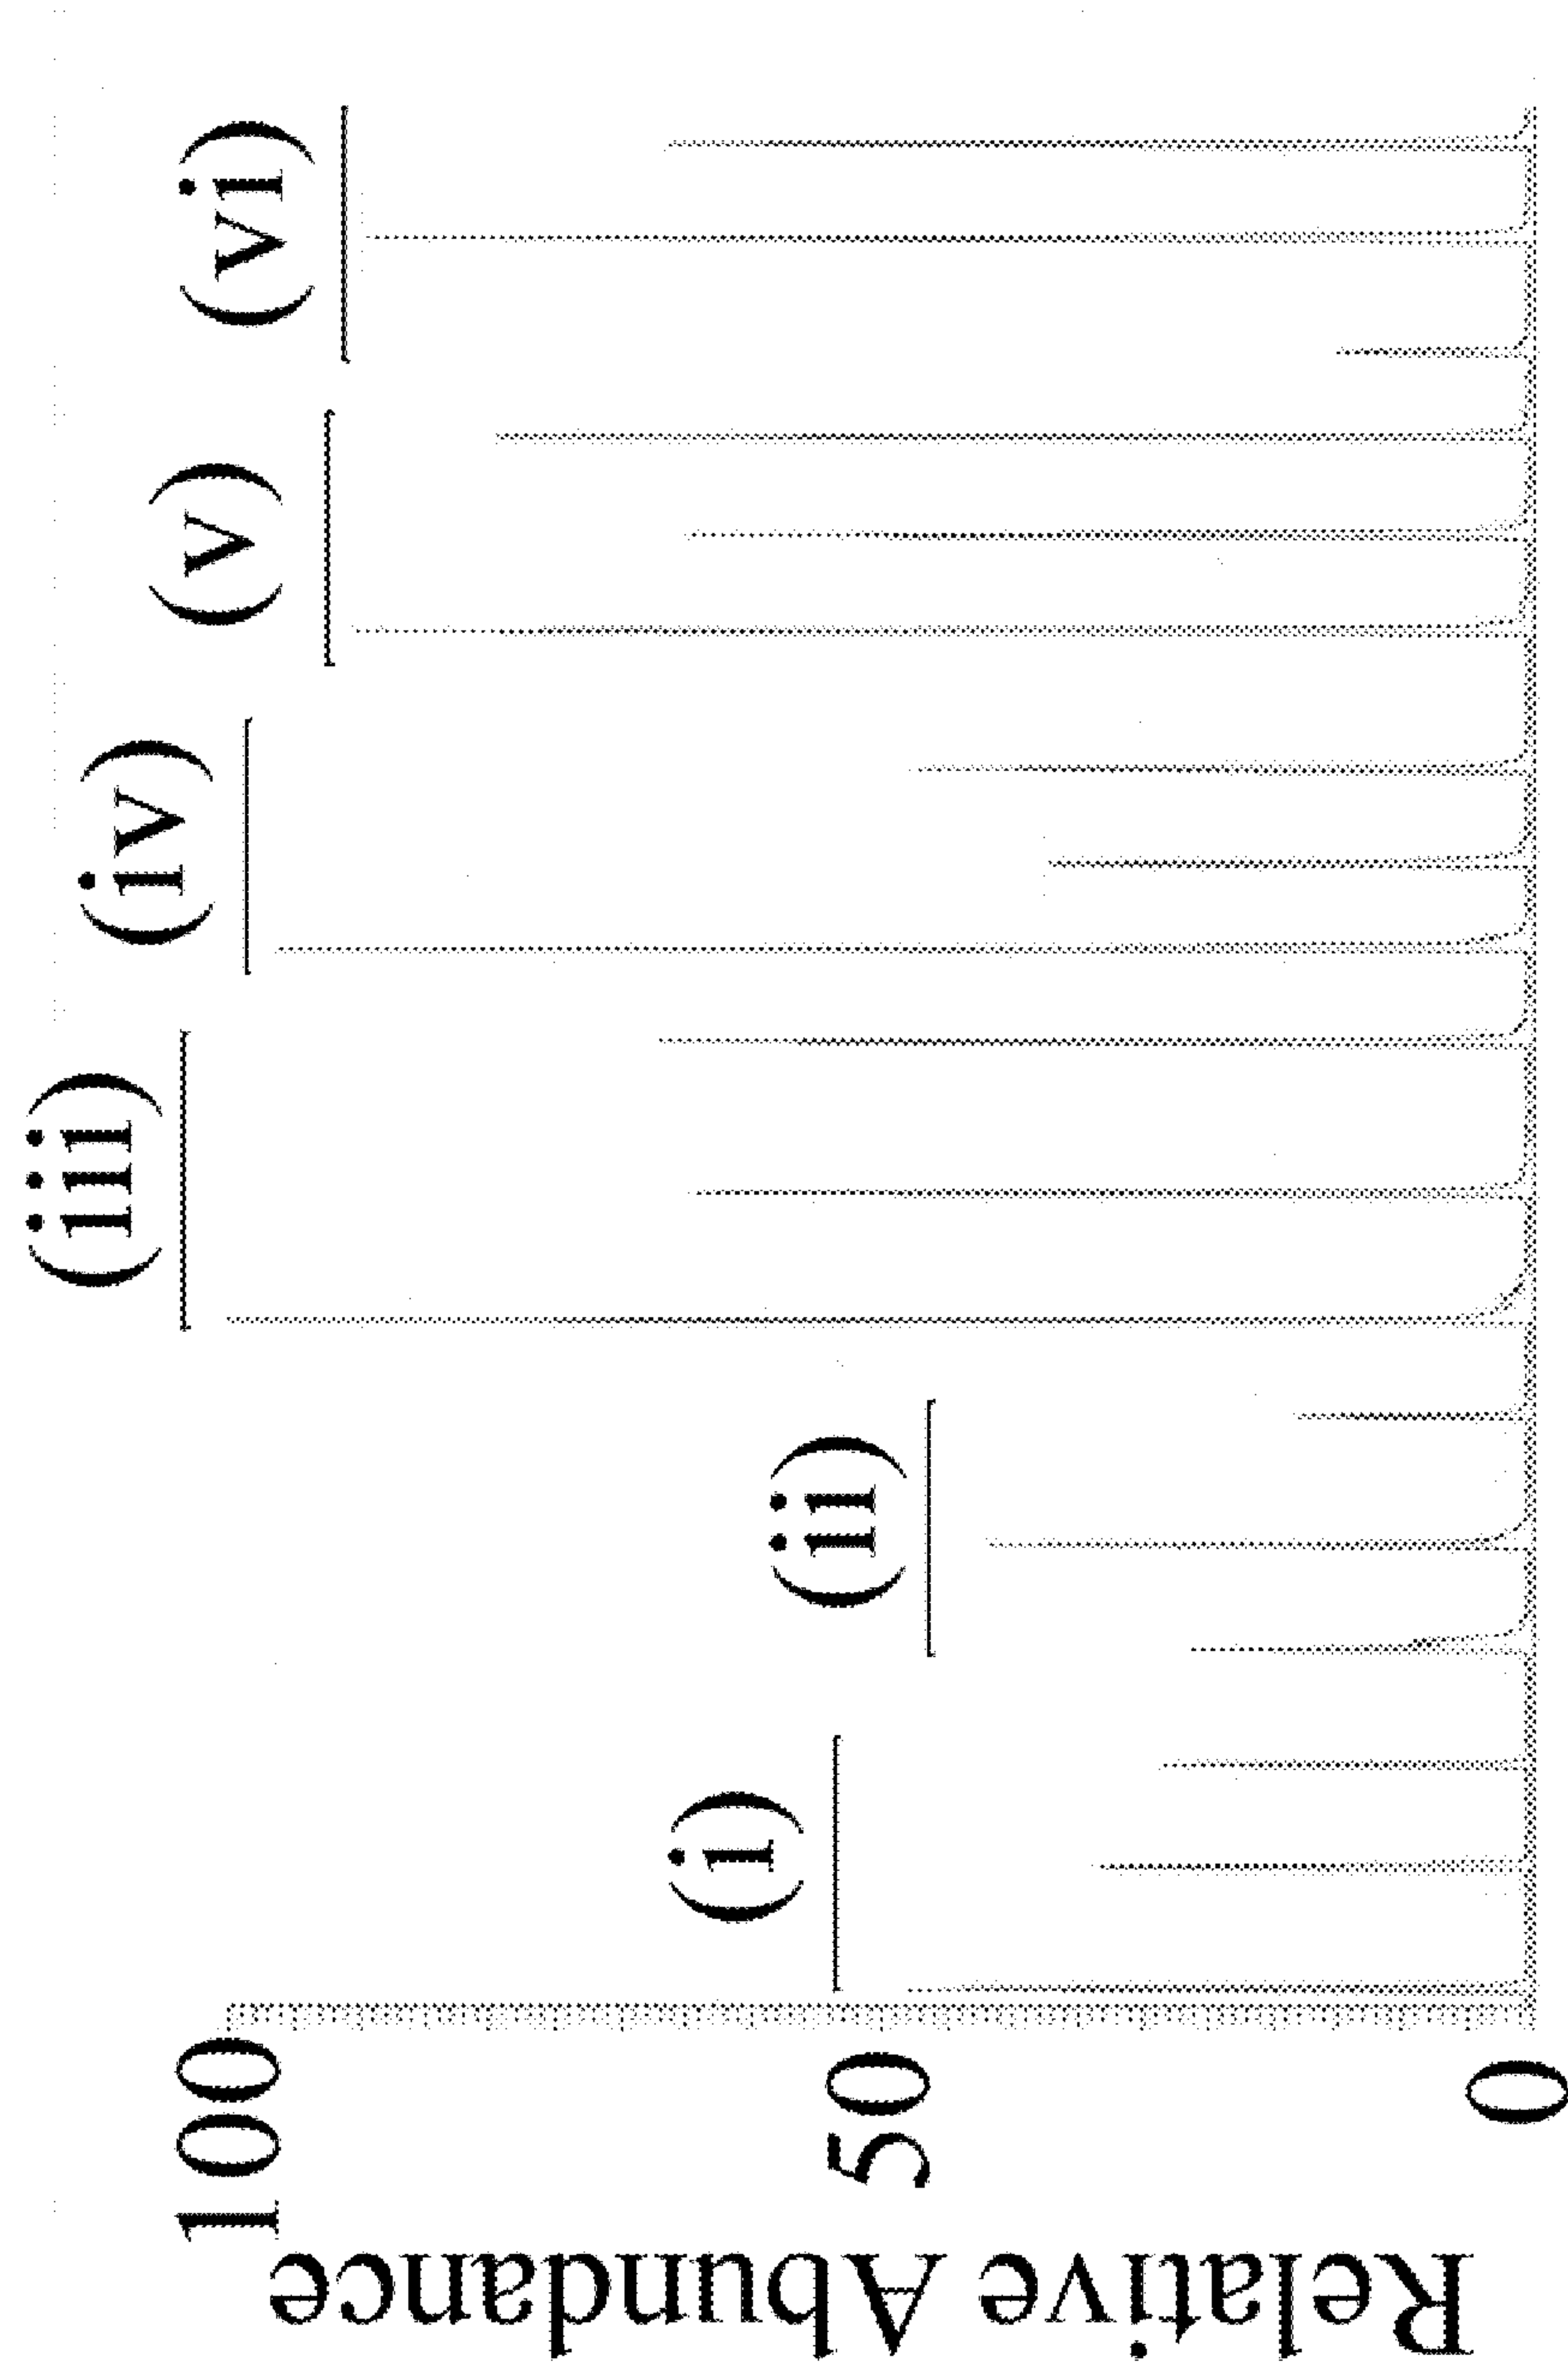 Relative Abundance
100
50
0
(i)
(ii)
(iii)
(iv)
(v)
(vi)